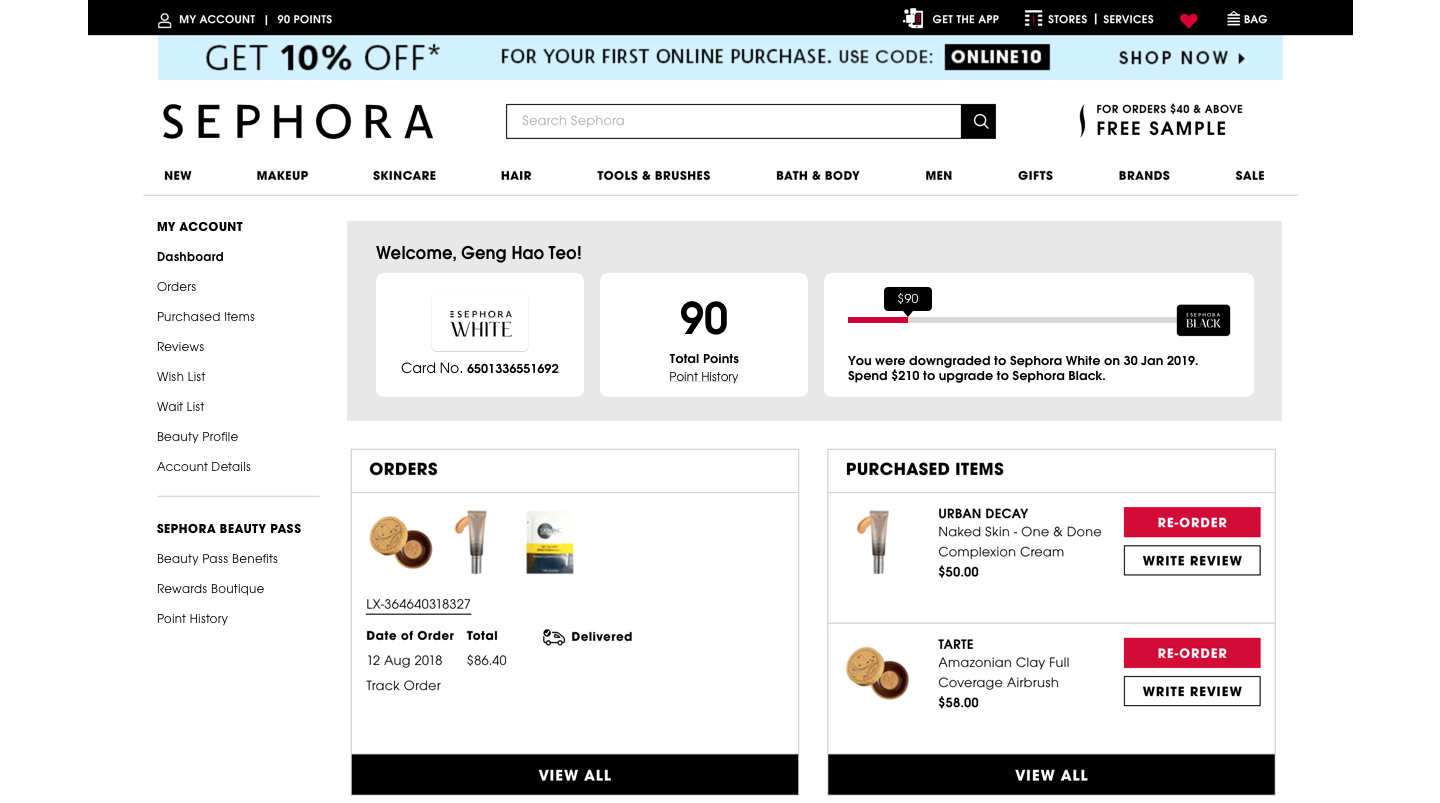 MY ACCOUNT | 90 POINTS
GET THE APP
STORES | SERVICES
BAG
GET 10% OFF* FOR YOUR FIRST ONLINE PURCHASE. USE CODE: ONLINE10 SHOP NOW
SEPHORA
Search Sephora
FOR ORDERS $40 & ABOVE
FREE SAMPLE
NEW MAKEUP SKINCARE HAIR TOOLS & BRUSHES BATH & BODY MEN GIFTS BRANDS SALE
MY ACCOUNT
Dashboard
Orders
Purchased Items
Reviews
Wish List
Wait List
Beauty Profile
Account Details
SEPHORA BEAUTY PASS
Beauty Pass Benefits
Rewards Boutique
Point History
Welcome, Geng Hao Teo!
SEPHORA
WHITE
Card No. 6501336551692
90
Total Points
Point History
$90
SEPHORA
BLACK
You were downgraded to Sephora White on 30 Jan 2019.
Spend $210 to upgrade to Sephora Black.
ORDERS
LX-364640318327
Date of Order Total Delivered
12 Aug 2018 $86.40
Track Order
VIEW ALL
PURCHASED ITEMS
URBAN DECAY
Naked Skin - One & Done
Complexion Cream
$50.00
RE-ORDER
WRITE REVIEW
TARTE
Amazonian Clay Full
Coverage Airbrush
$58.00
RE-ORDER
WRITE REVIEW
VIEW ALL